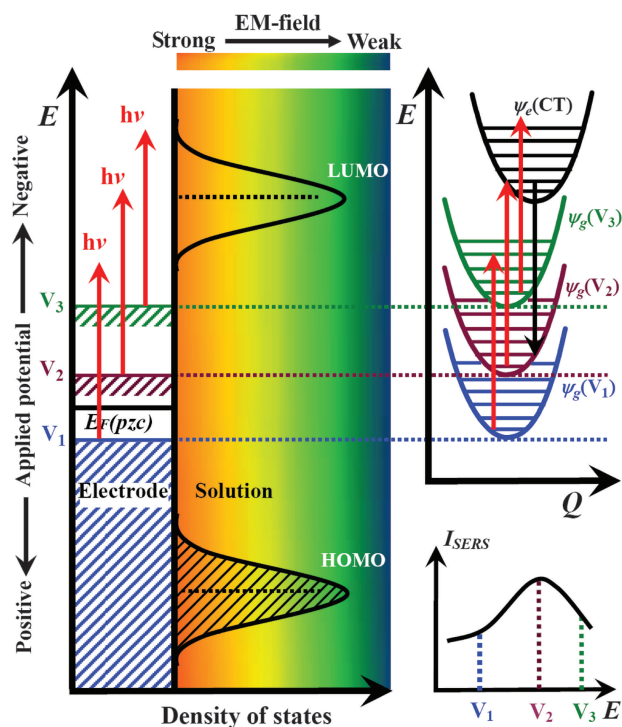 EM-field
Strong
Weak
E
hν
hν
hν
LUMO
Negative
Applied potential
Positive
V3
V2
EF(pzc)
V1
Electrode
Solution
HOMO
Density of states
E
ψe(CT)
ψg(V3)
ψg(V2)
ψg(V1)
Q
ISERS
V1
V2
V3
E